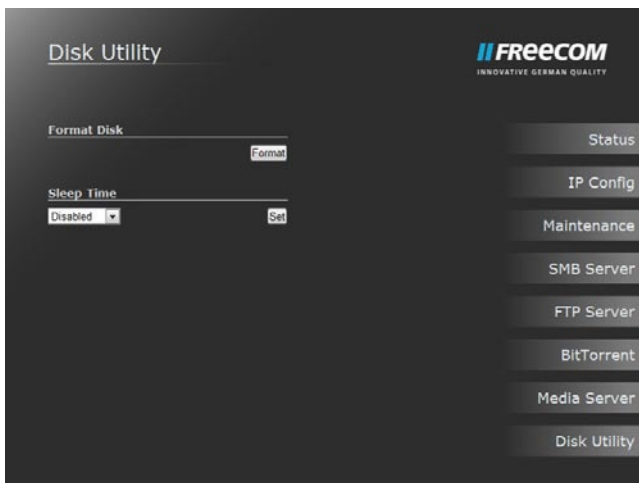 Disk Utility
FREECOM
INNOVATIVE GERMAN QUALITY
Format Disk
Format
Sleep Time
Disabled
Set
Status
IP Config
Maintenance
SMB Server
FTP Server
BitTorrent
Media Server
Disk Utility